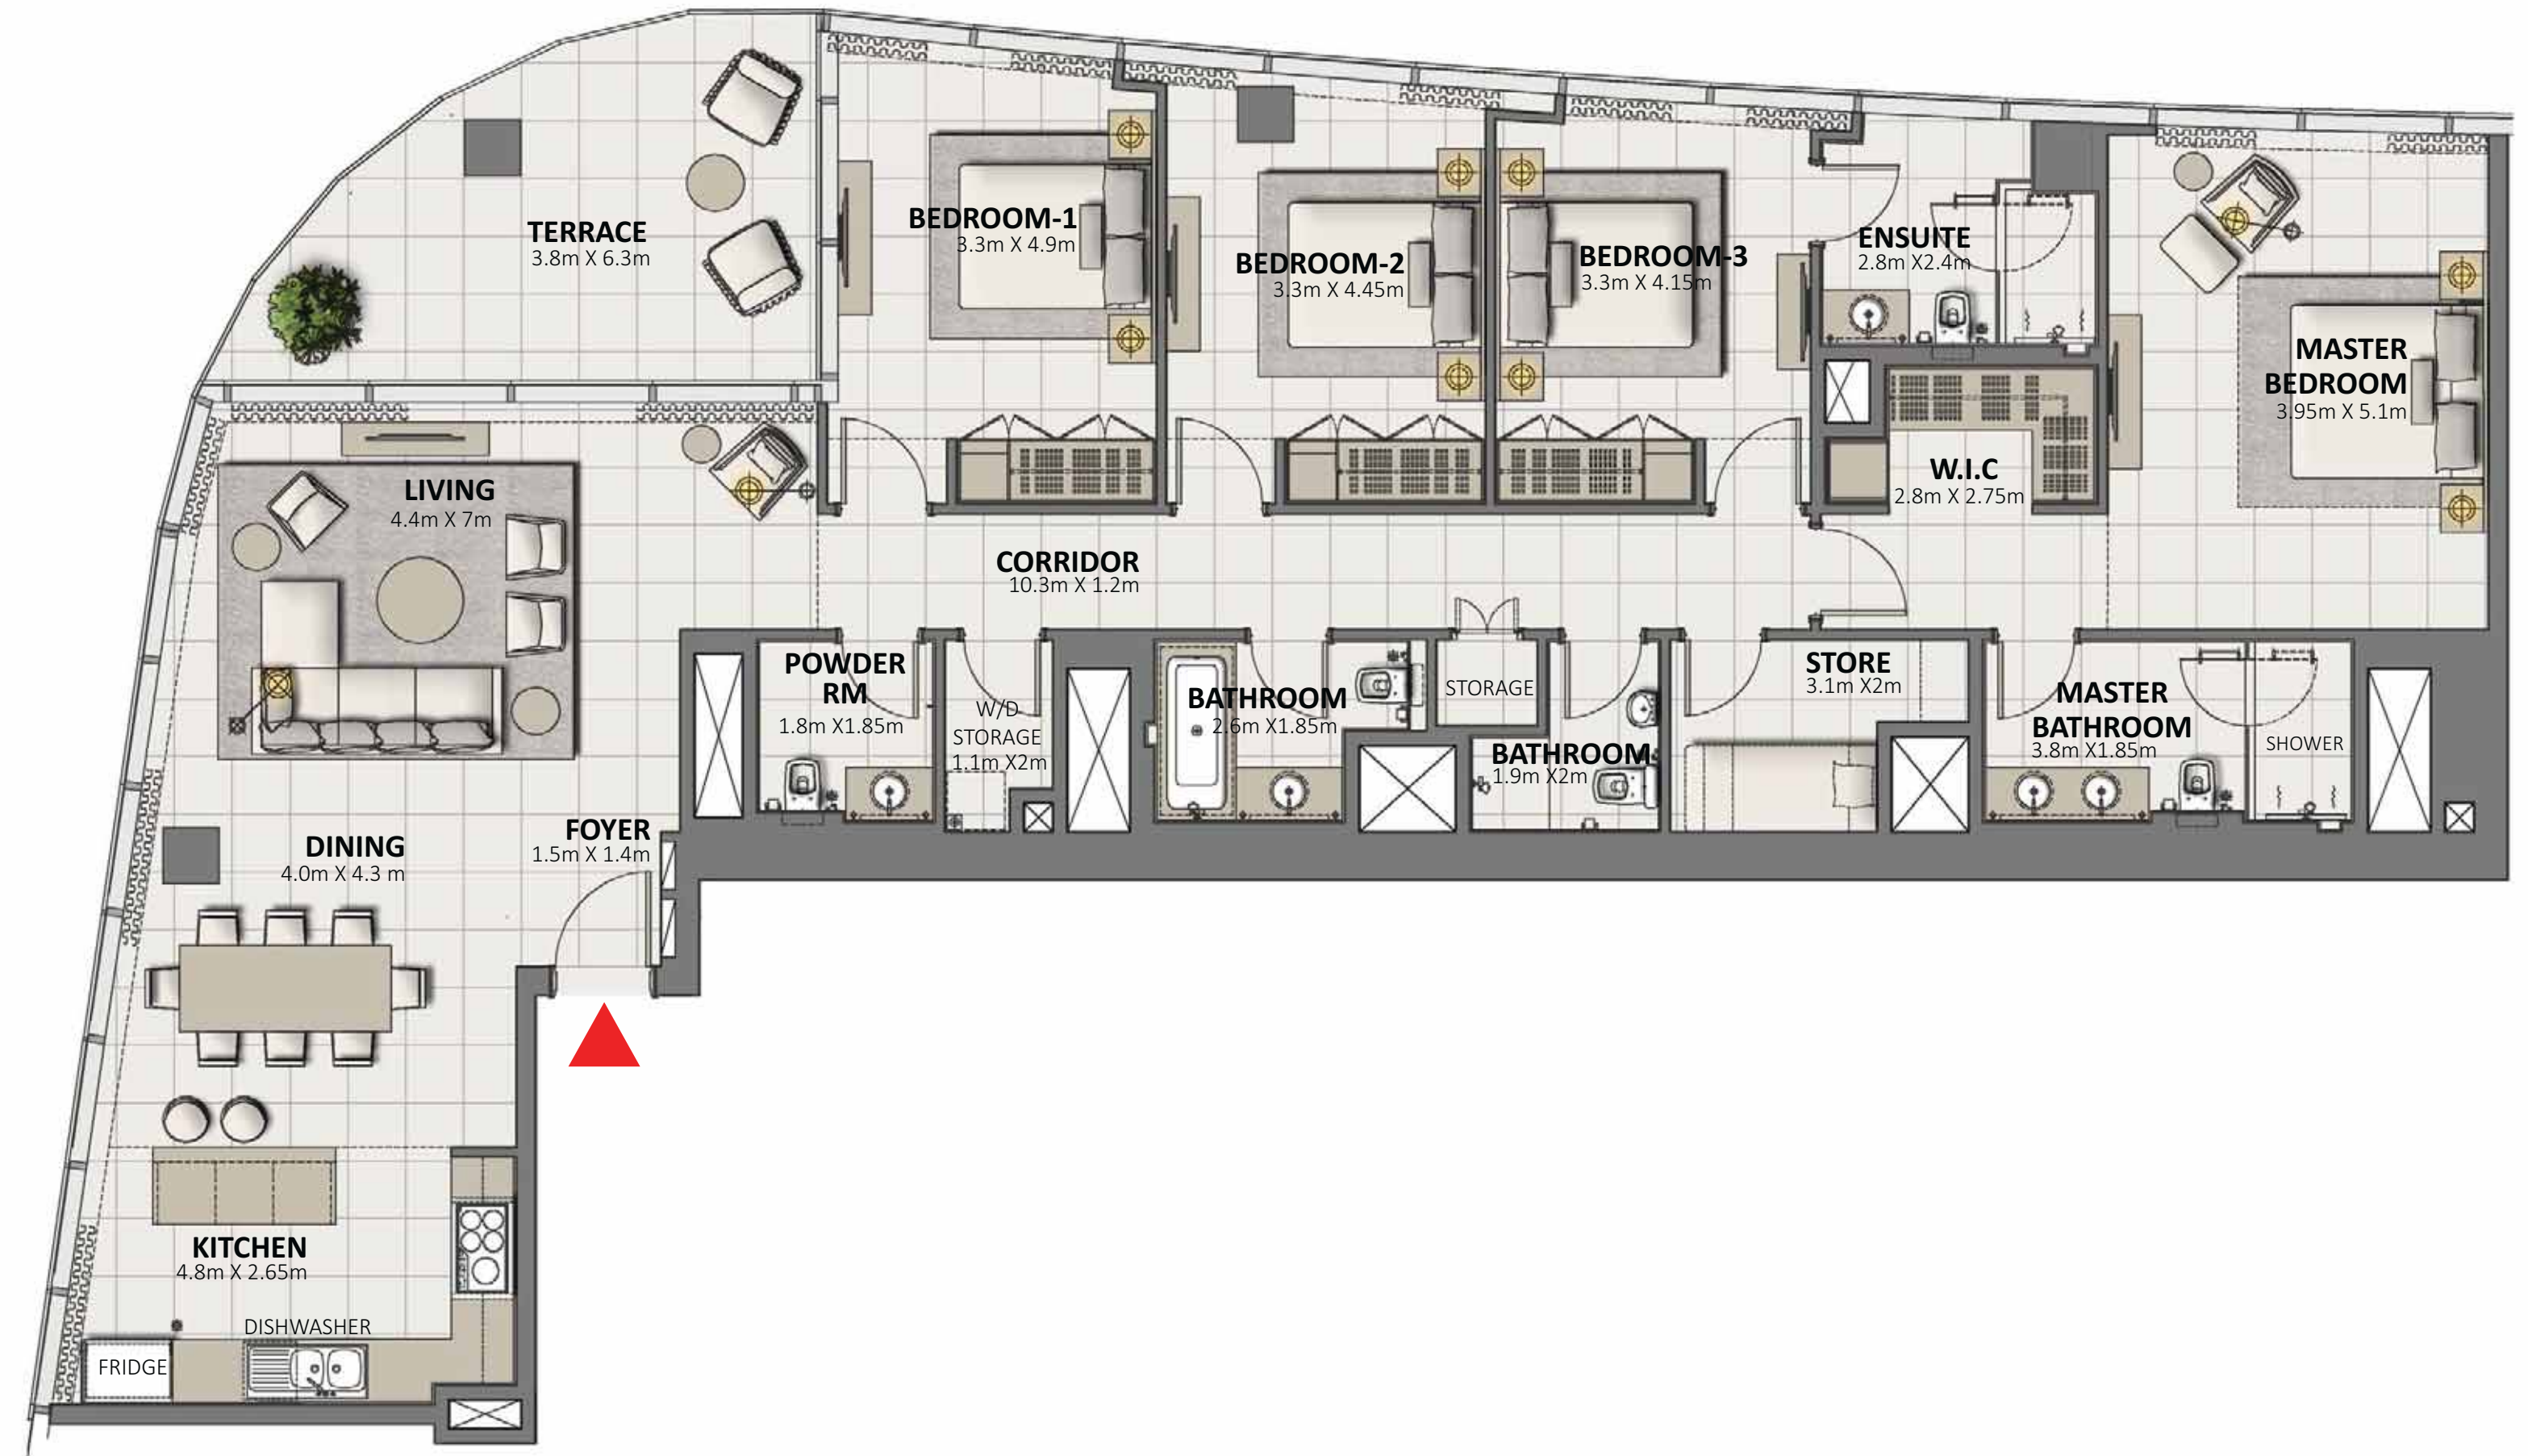 TERRACE
3.8m X 6.3m
BEDROOM-1
3.3m X 4.9m
BEDROOM-2
3.3m X 4.45m
BEDROOM-3
3.3m X 4.15m
ENSUITE
2.8m X2.4m
MASTER
BEDROOM
3.95m X 5.1m
LIVING
4.4m X 7m
W.I.C
2.8m X 2.75m
CORRIDOR
10.3m X 1.2m
POWDER
RM
1.8m X1.85m
W/D
STORAGE
1.1m X2m
BATHROOM
2.6m X1.85m
STORAGE
BATHROOM
1.9m X2m
STORE
3.1m X2m
MASTER
BATHROOM
3.8m X1.85m
SHOWER
DINING
4.0m X 4.3 m
FOYER
1.5m X 1.4m
KITCHEN
4.8m X 2.65m
DISHWASHER
FRIDGE